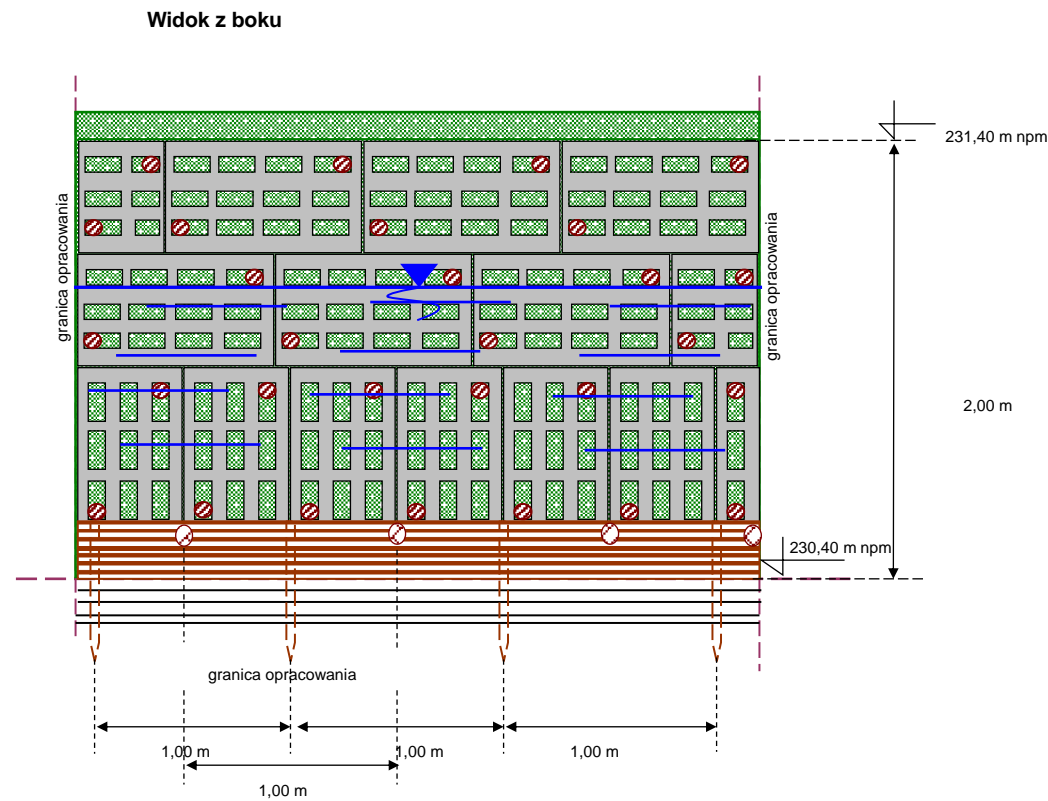 Widok z boku
231,40 m npm
granica opracowania
granica opracowania
2,00 m
230,40 m npm
granica opracowania
1,00 m
1,00 m
1,00 m
1,00 m